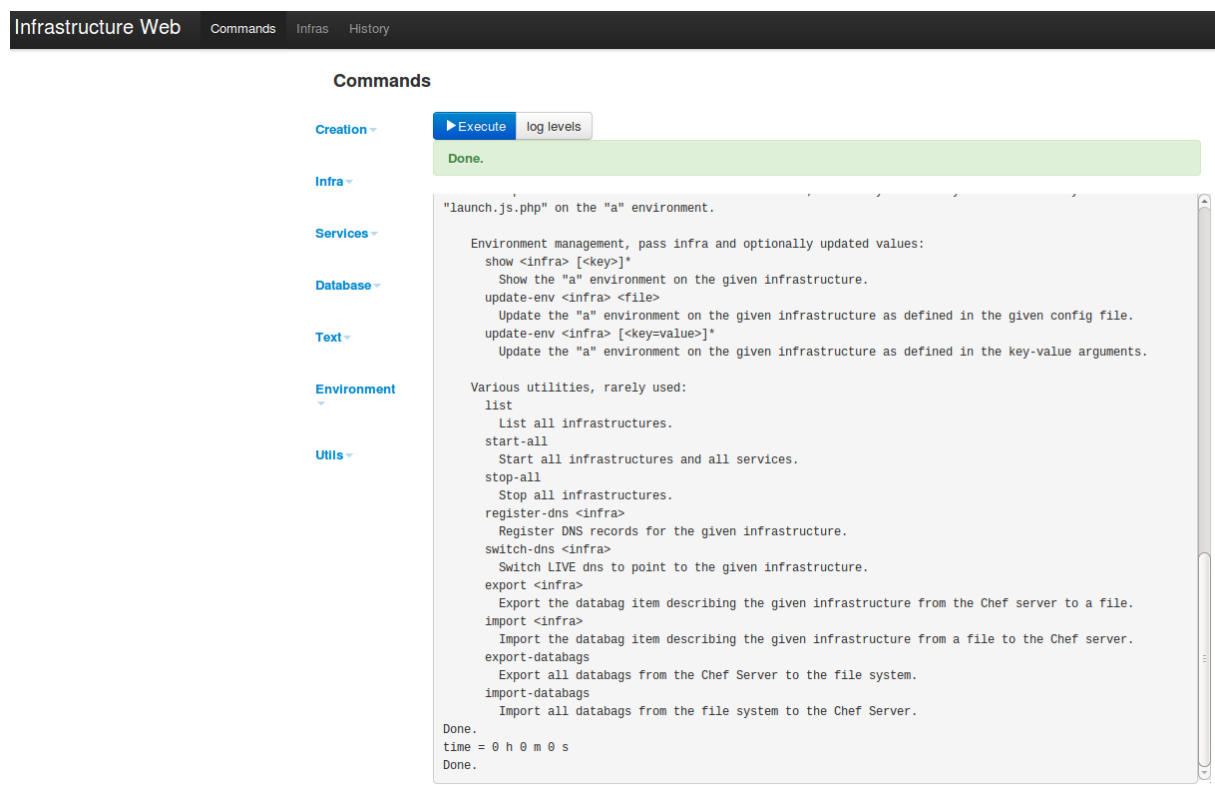 Infrastructure Web Commands Infras History
Commands
Creation
Infra
Services
Database
Text
Environment
Utils
Execute log levels
Done.
"launch.js.php" on the "a" environment.
Environment management, pass infra and optionally updated values:
show <infra> [<key>]*
Show the "a" environment on the given infrastructure.
update-env <infra> <file>
Update the "a" environment on the given infrastructure as defined in the given config file.
update-env <infra> [<key=value>]*
Update the "a" environment on the given infrastructure as defined in the key-value arguments.
Various utilities, rarely used:
list
List all infrastructures.
start-all
Start all infrastructures and all services.
stop-all
Stop all infrastructures.
register-dns <infra>
Register DNS records for the given infrastructure.
switch-dns <infra>
Switch LIVE dns to point to the given infrastructure.
export <infra>
Export the databag item describing the given infrastructure from the Chef server to a file.
import <infra>
Import the databag item describing the given infrastructure from a file to the Chef server.
export-databags
Export all databags from the Chef Server to the file system.
import-databags
Import all databags from the file system to the Chef Server.
Done.
time = 0 h 0 m 0 s
Done.